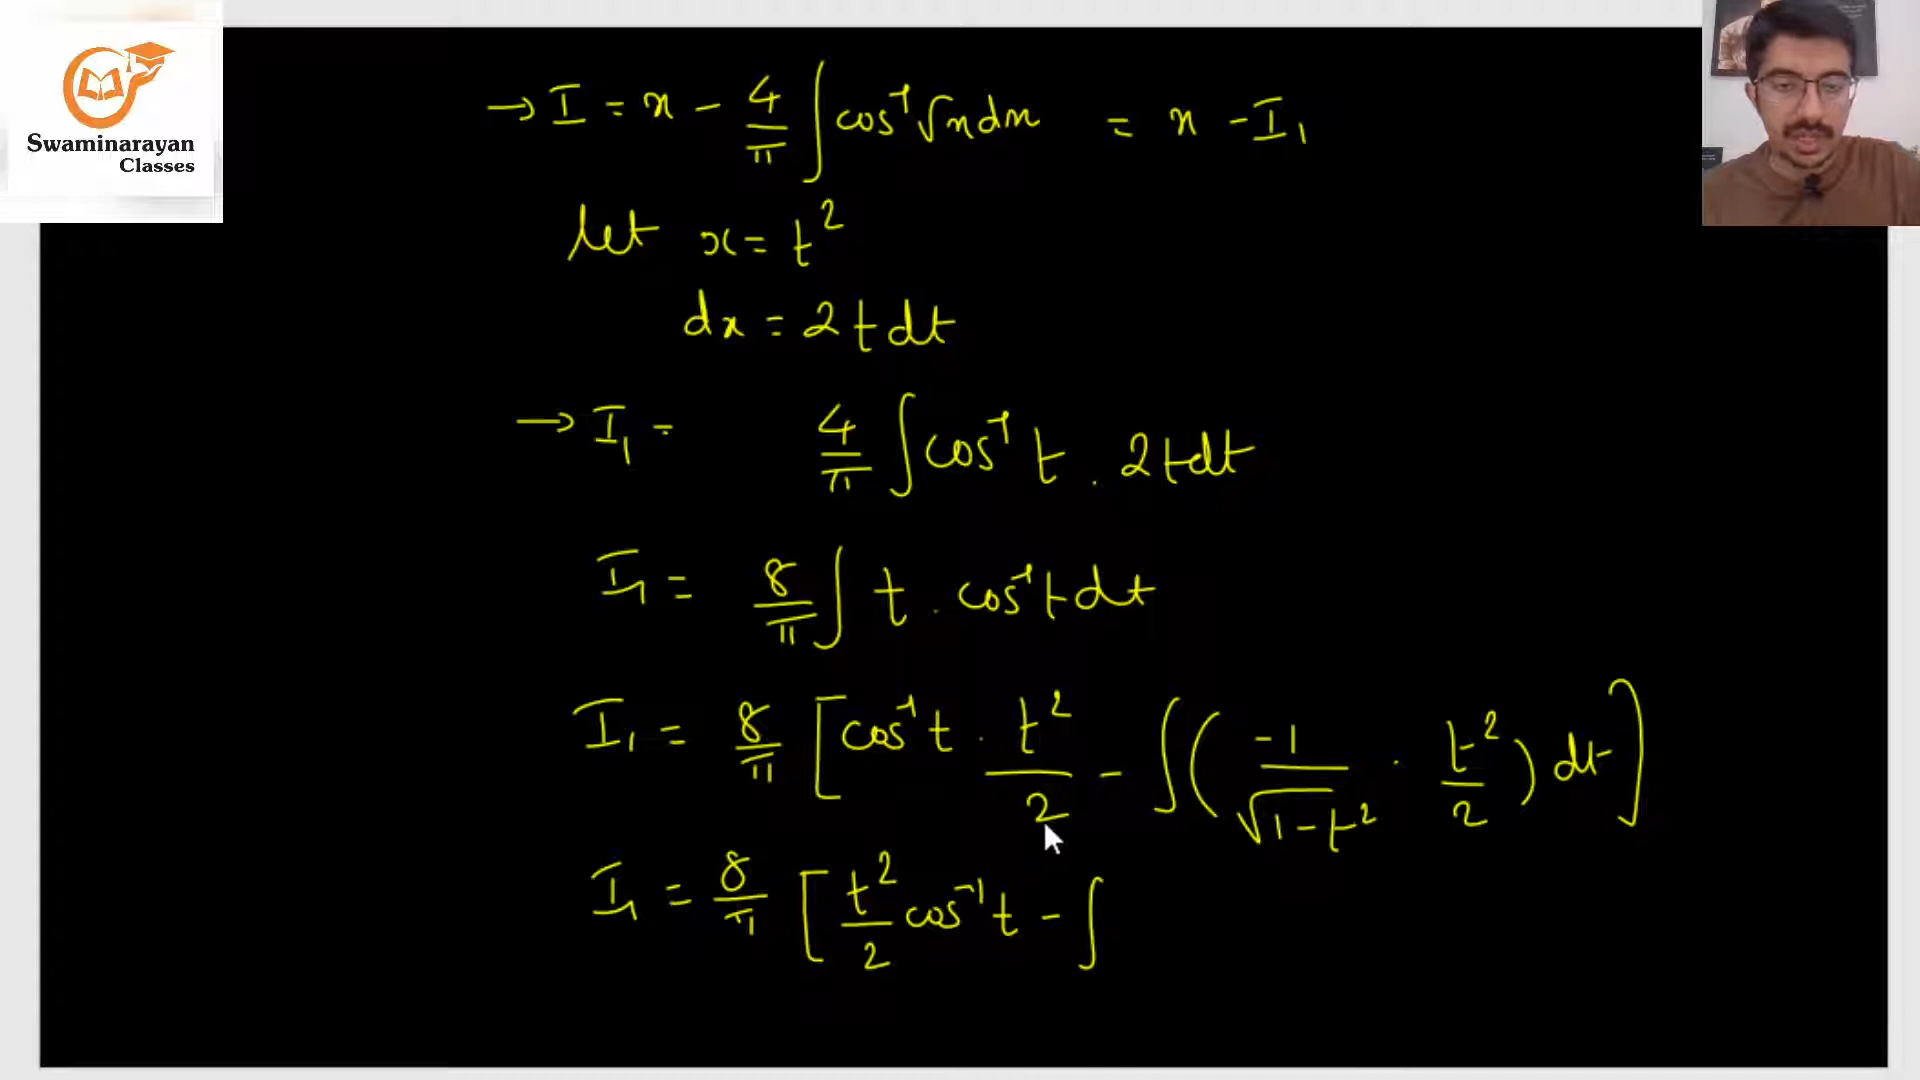 Swaminarayan
Classes
→ I = x - 4/π ∫ cos⁻¹ √x dx = x - I₁
let x = t²
dx = 2t dt
→ I₁ = 4/π ∫ cos⁻¹ t . 2t dt
I₁ = 8/π ∫ t . cos⁻¹ t dt
I₁ = 8/π [ cos⁻¹ t . t²/2 - ∫ ( -1/√1-t² . t²/2 ) dt ]
I₁ = 8/π [ t²/2 cos⁻¹ t - ∫